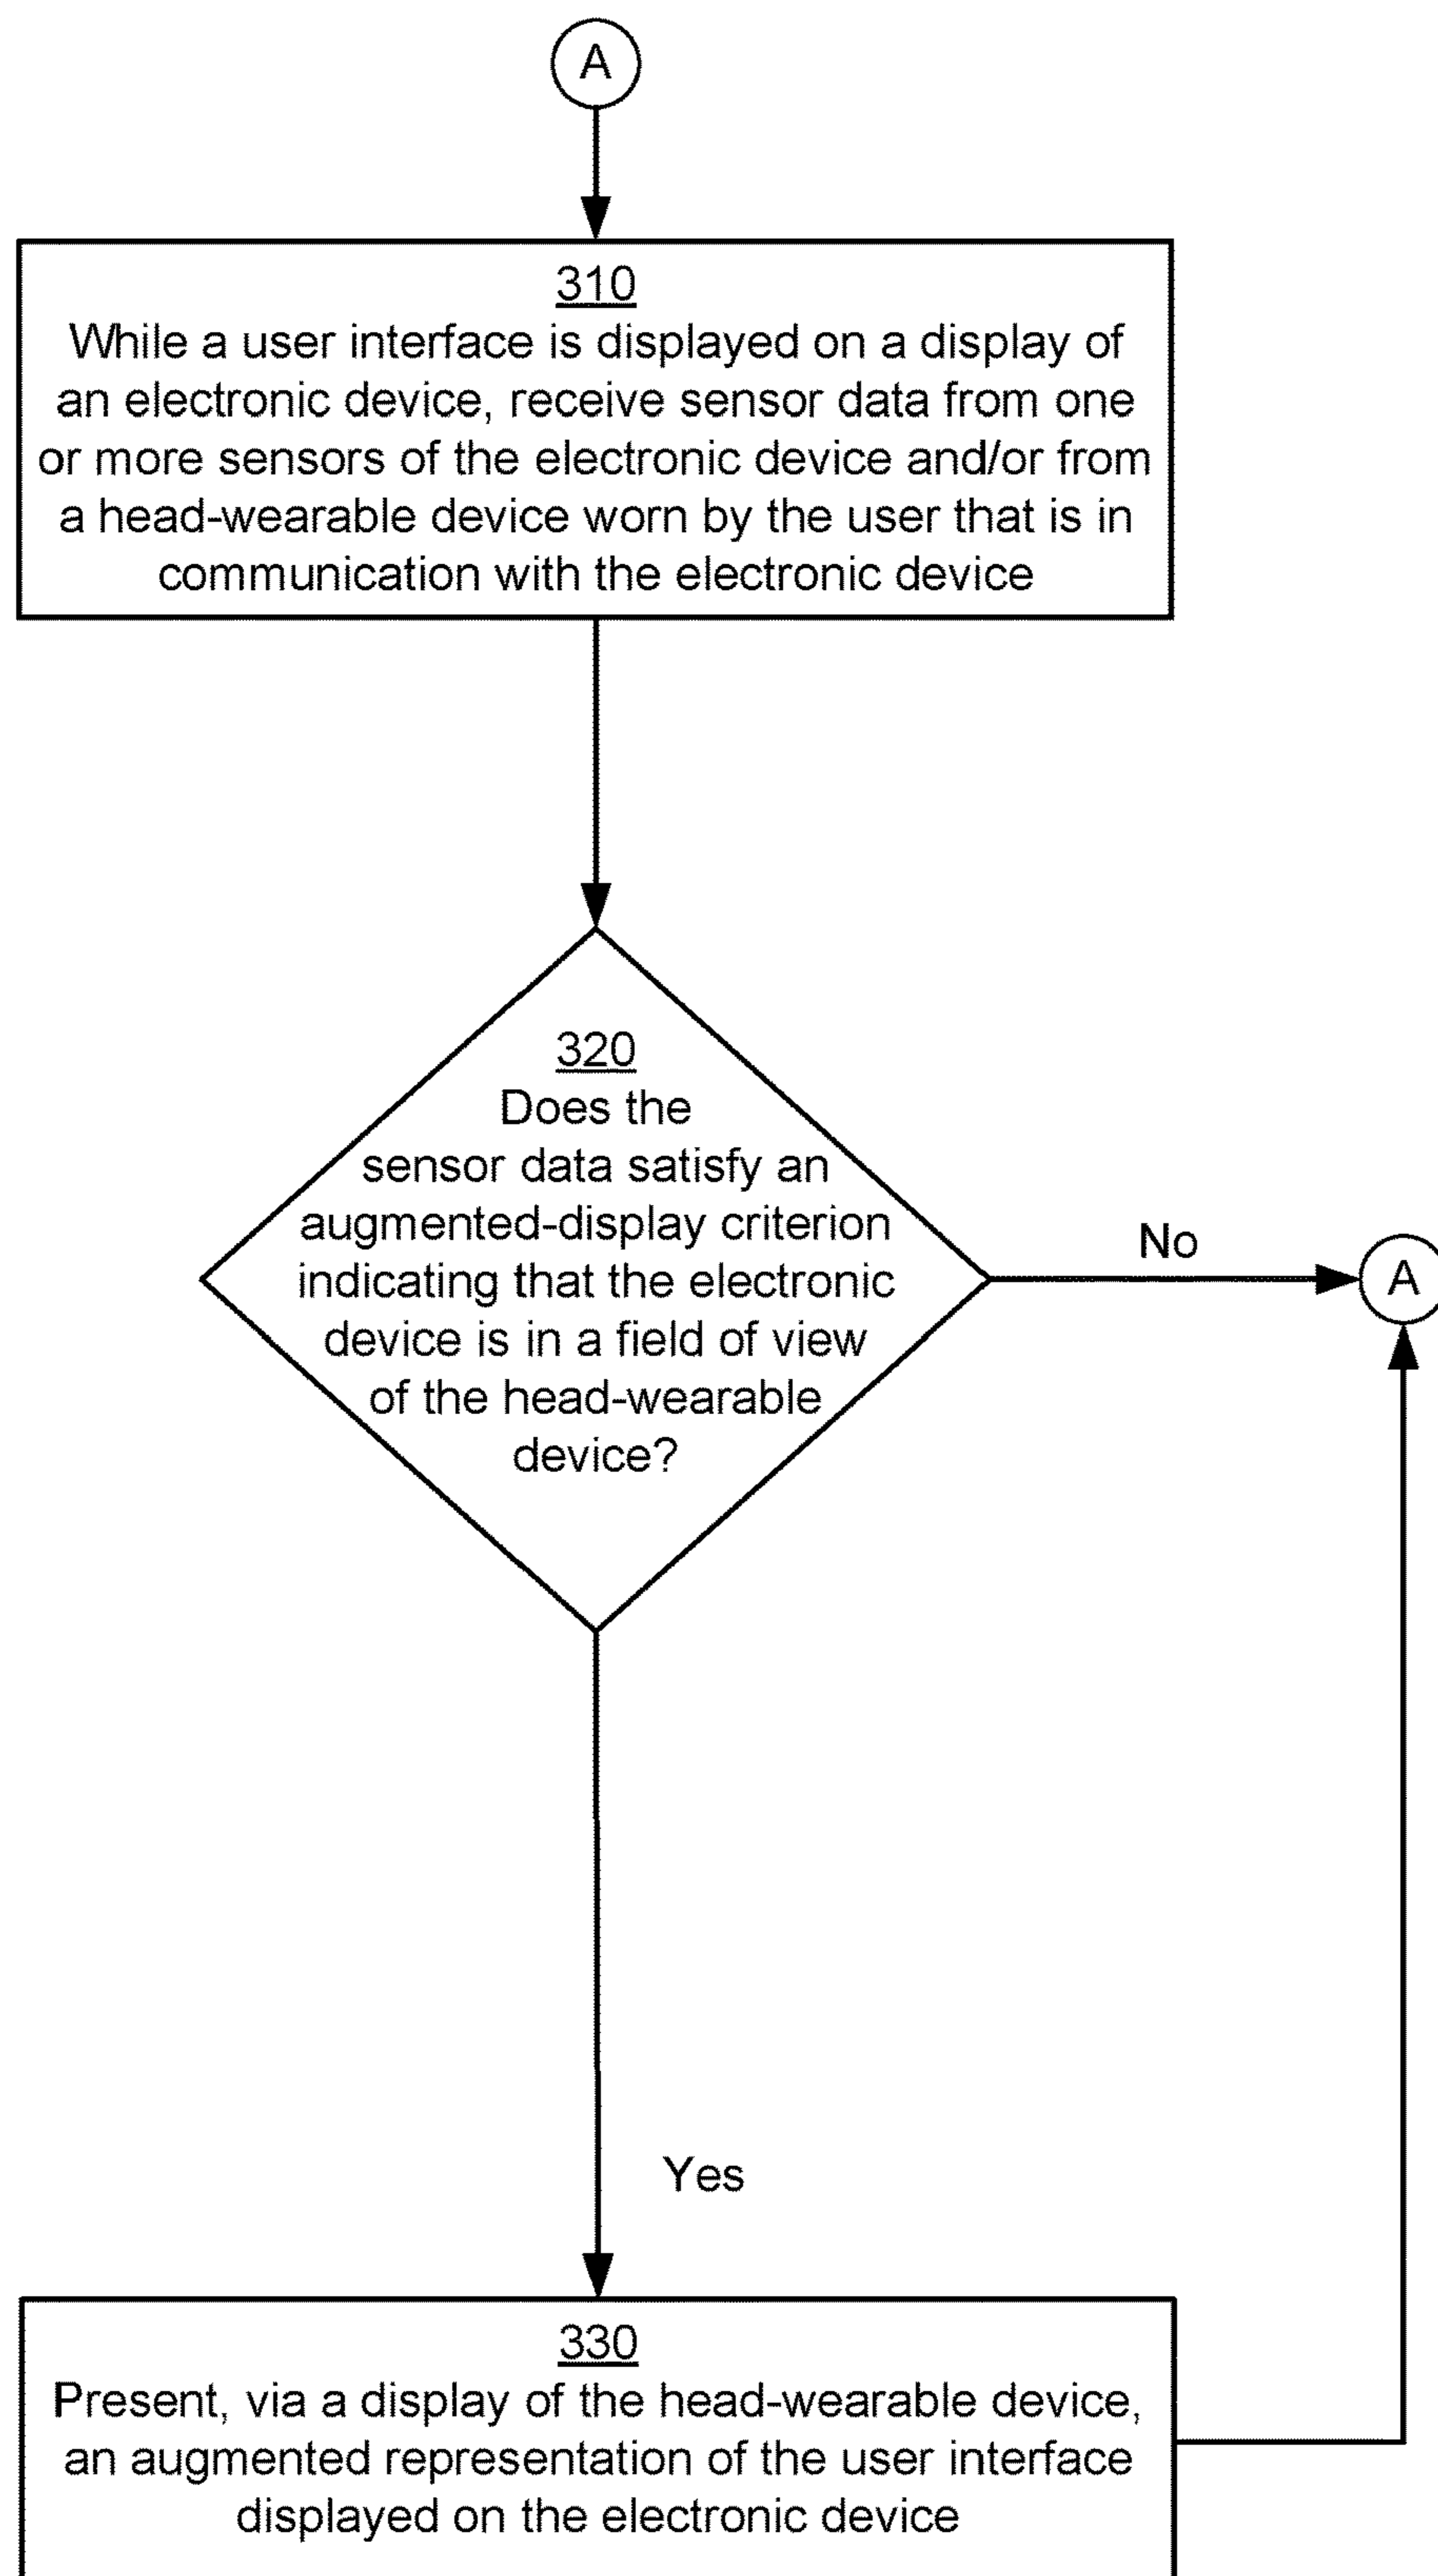 A
310
While a user interface is displayed on a display of
an electronic device, receive sensor data from one
or more sensors of the electronic device and/or from
a head-wearable device worn by the user that is in
communication with the electronic device
320
Does the
sensor data satisfy an
augmented-display criterion
indicating that the electronic
device is in a field of view
of the head-wearable
device?
No
A
Yes
330
Present, via a display of the head-wearable device,
an augmented representation of the user interface
displayed on the electronic device